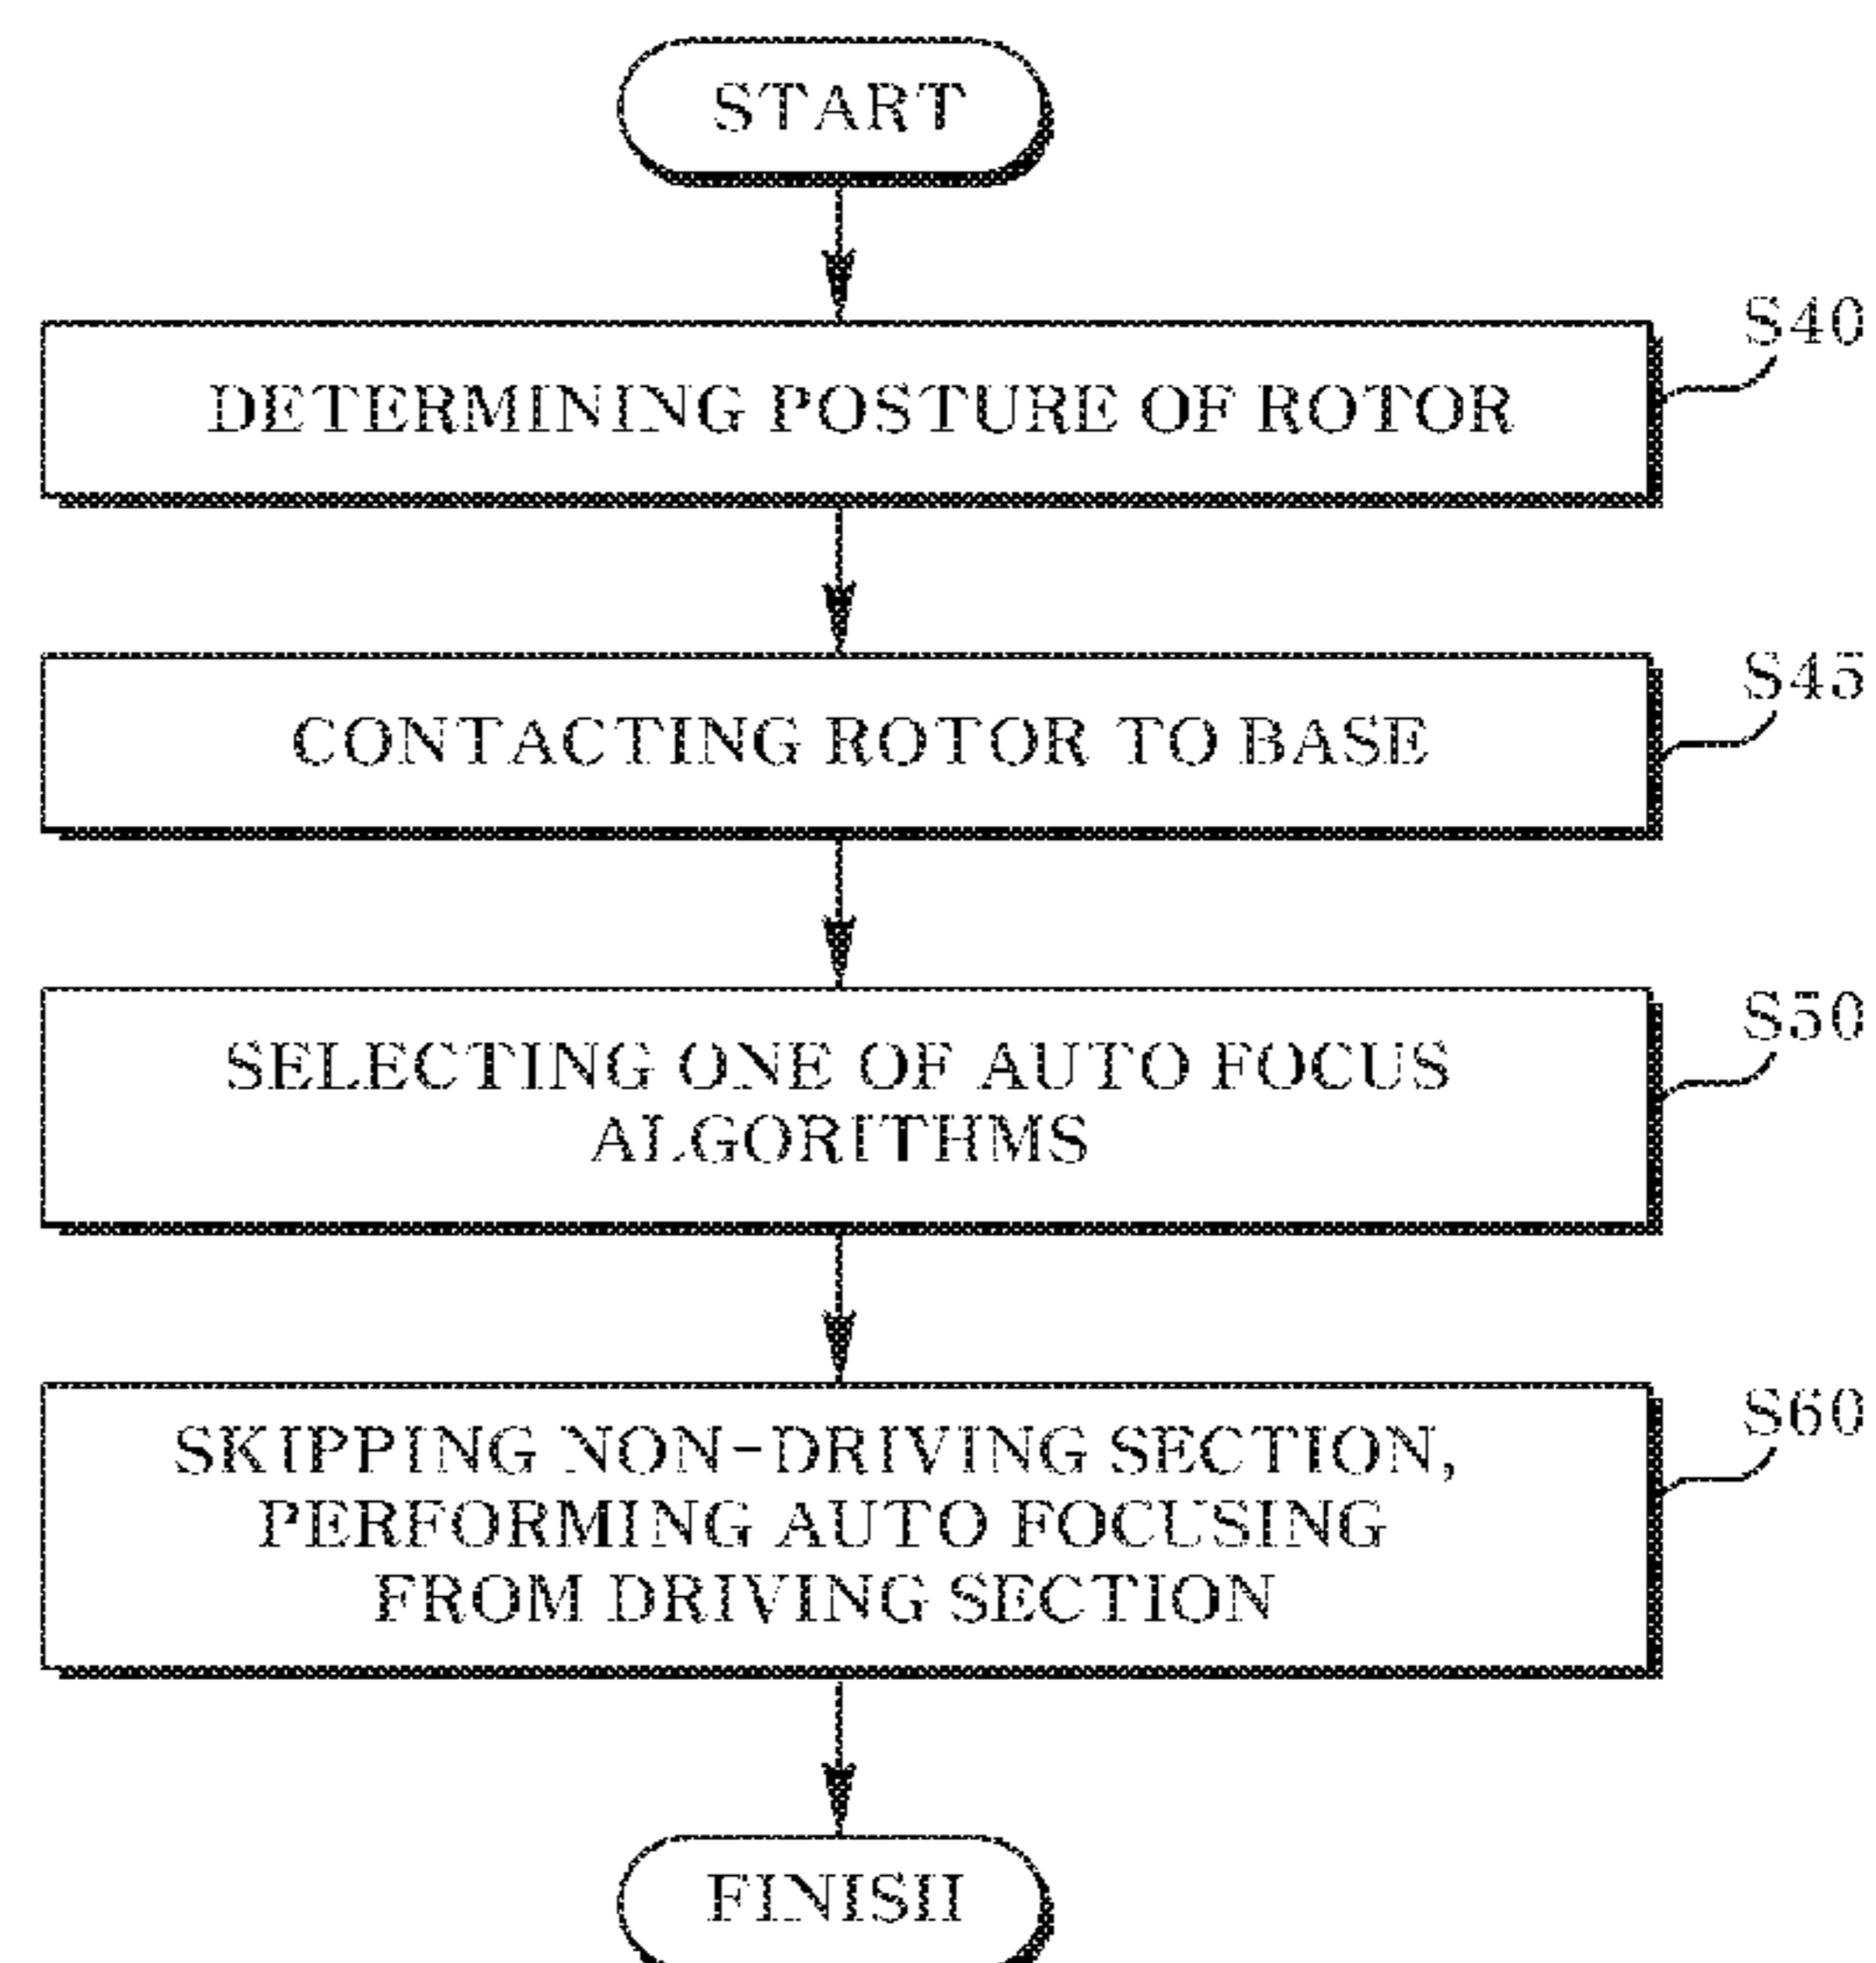 START
S40
DETERMINING POSTURE OF ROTOR
S45
CONTACTING ROTOR TO BASE
S50
SELECTING ONE OF AUTO FOCUS
ALGORITHMS
S60
SKIPPING NON-DRIVING SECTION,
PERFORMING AUTO FOCUSING
FROM DRIVING SECTION
FINISH